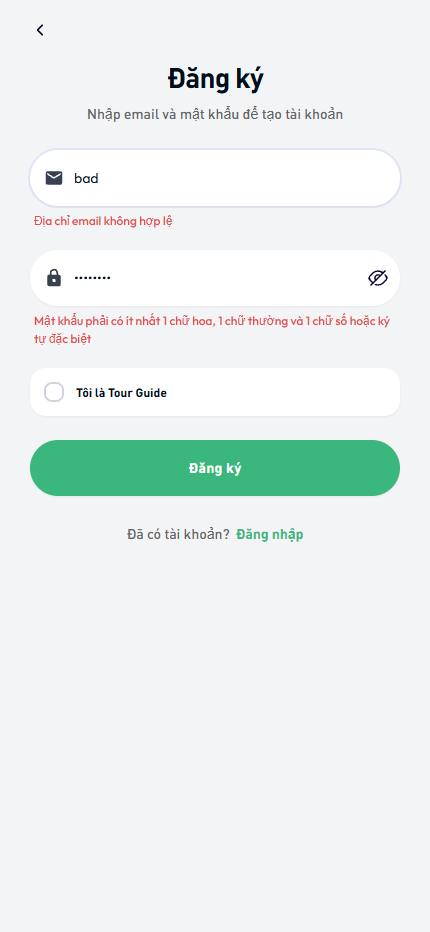 Đăng ký
Nhập email và mật khẩu để tạo tài khoản
bad
Địa chỉ email không hợp lệ
••••••••
Mật khẩu phải có ít nhất 1 chữ hoa, 1 chữ thường và 1 chữ số hoặc ký
tự đặc biệt
Tôi là Tour Guide
Đăng ký
Đã có tài khoản? Đăng nhập